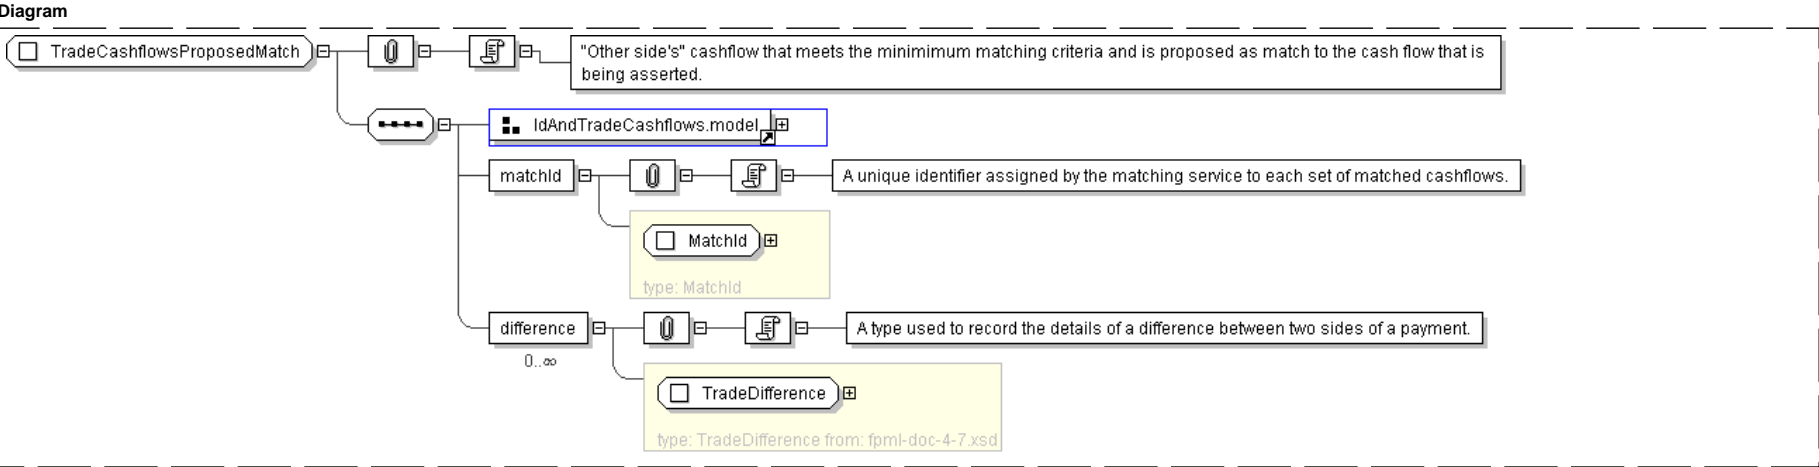 Diagram
TradeCashflowsProposedMatch
"Other side's" cashflow that meets the minimimum matching criteria and is proposed as match to the cash flow that is
being asserted.
IdAndTradeCashflows.model
matchId
A unique identifier assigned by the matching service to each set of matched cashflows.
MatchId
type: MatchId
difference
A type used to record the details of a difference between two sides of a payment.
0..∞
TradeDifference
type: TradeDifference from: fpml-doc-4-7.xsd